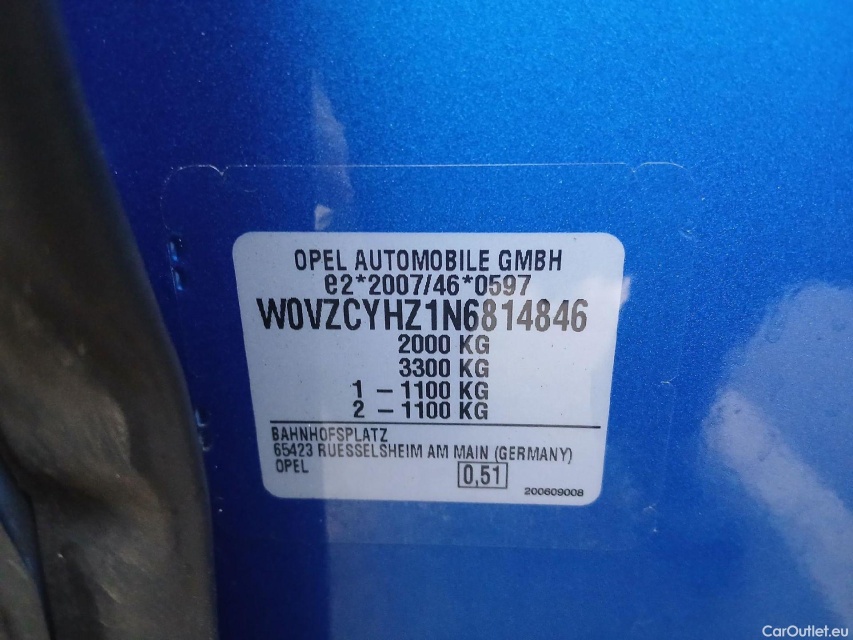 OPEL AUTOMOBILE GMBH
e2*2007/46*0597
W0VZCYHZ1N6814846
2000 KG
3300 KG
1 – 1100 KG
2 – 1100 KG
BAHNHOFSPLATZ
65423 RUESSELSHEIM AM MAIN (GERMANY)
OPEL
0,51
200609008
CarOutlet.eu